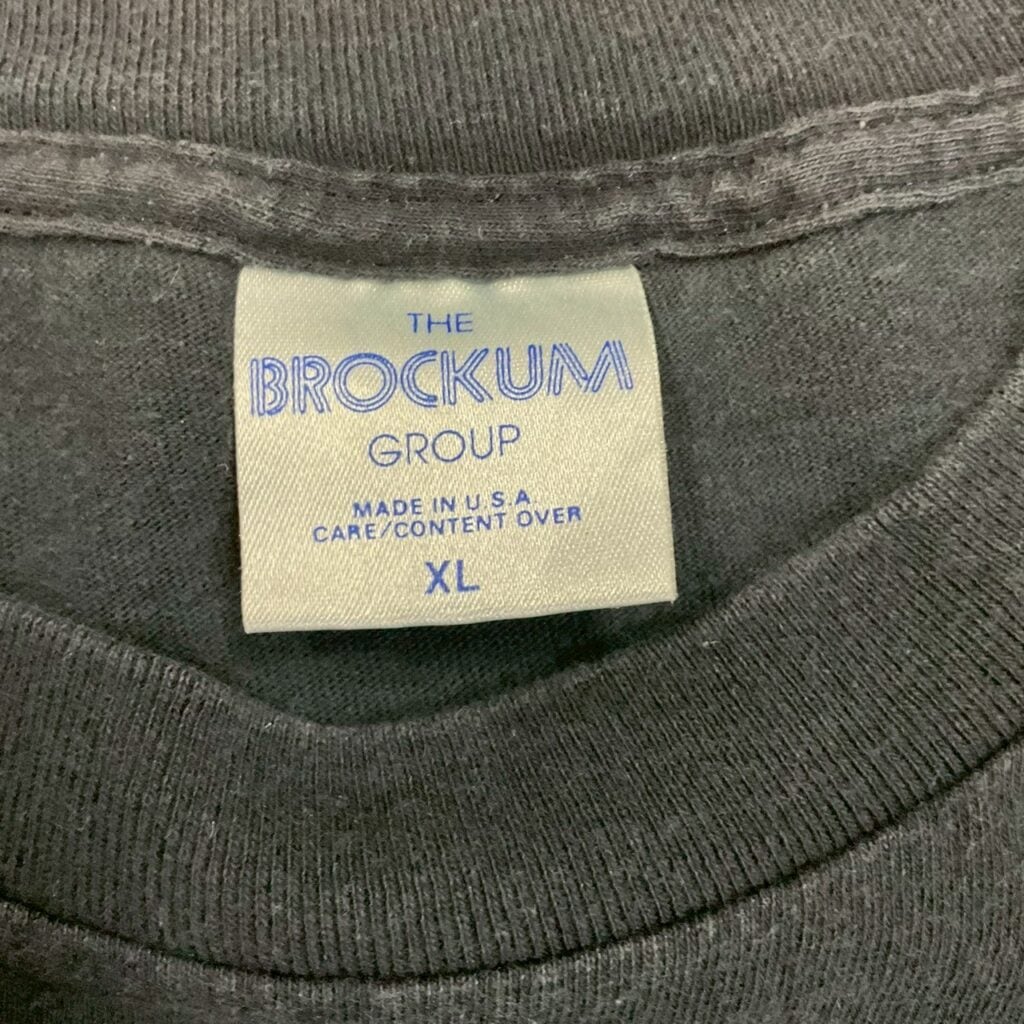 THE
BROCKUM
GROUP
MADE IN U.S.A.
CARE/CONTENT OVER
XL